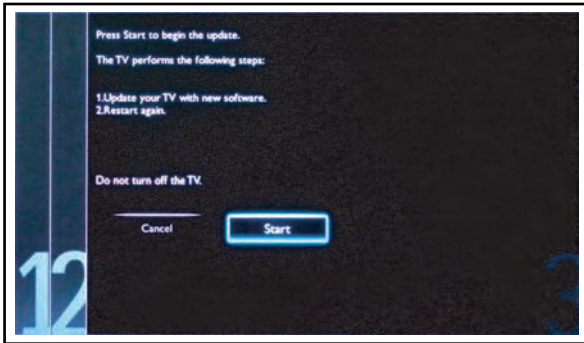 Press Start to begin the update.
The TV performs the following steps:
1.Update your TV with new software.
2.Restart again.
Do not turn off the TV.
Cancel
Start
12
3